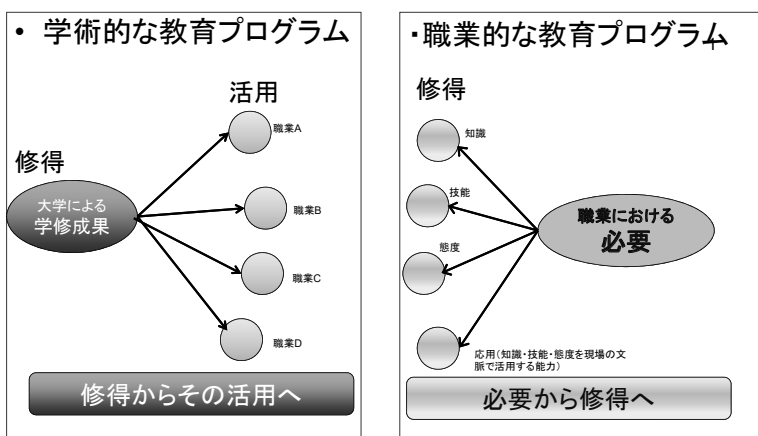 • 学術的な教育プログラム
活用
職業A
修得
大学による
学修成果
職業B
職業C
職業D
修得からその活用へ
・職業的な教育プログラム
修得
知識
技能
職業における
必要
態度
応用(知識・技能・態度を現場の文
脈で活用する能力)
必要から修得へ